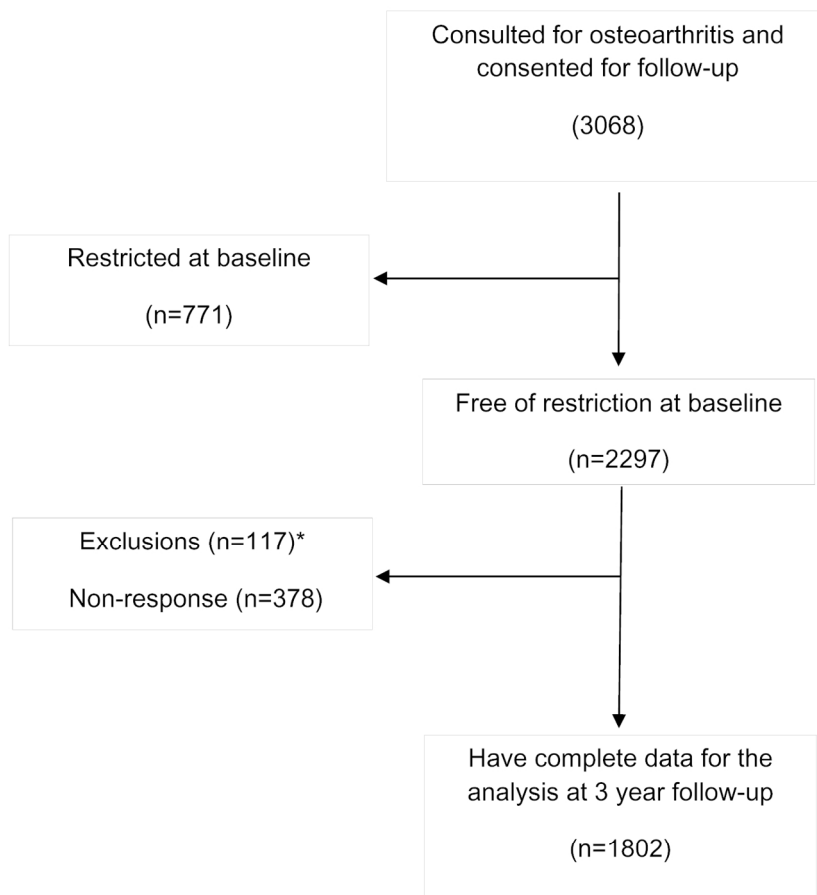 Consulted for osteoarthritis and
consented for follow-up
(3068)
Restricted at baseline
(n=771)
Free of restriction at baseline
(n=2297)
Exclusions (n=117)*
Non-response (n=378)
Have complete data for the
analysis at 3 year follow-up
(n=1802)